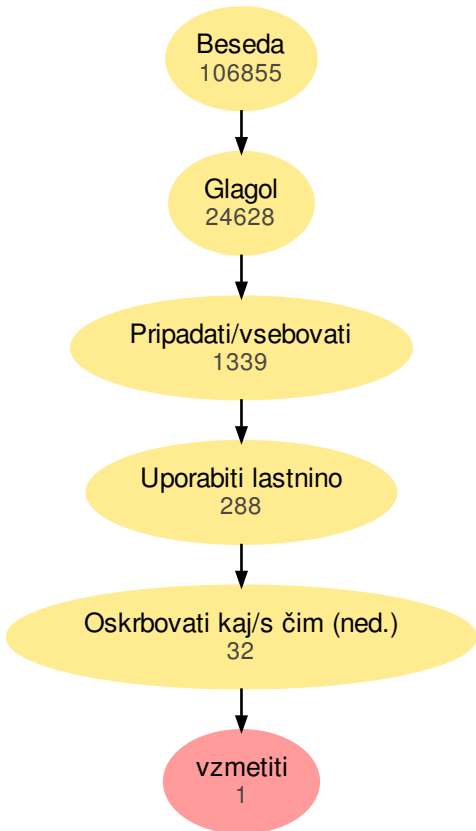 Beseda
106855
Glagol
24628
Pripadati/vsebovati
1339
Uporabiti lastnino
288
Oskrbovati kaj/s čim (ned.)
32
vzmetiti
1